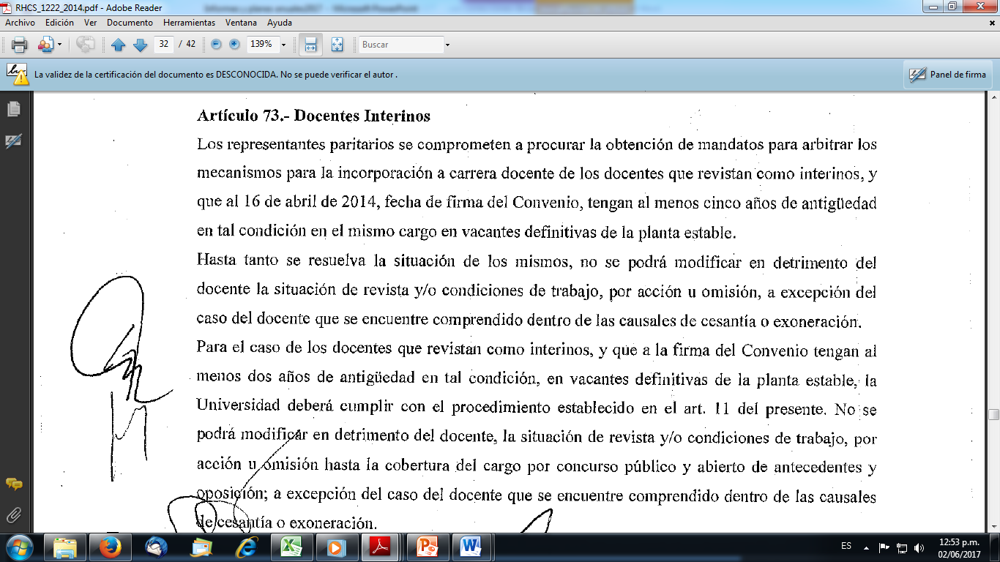 RHCS_1222_2014.pdf - Adobe Reader
Archivo Edición Ver Documento Herramientas Ventana Ayuda
32 / 42 139% Buscar
La validez de la certificación del documento es DESCONOCIDA. No se puede verificar el autor .
Panel de firma
Artículo 73.- Docentes Interinos
Los representantes paritarios se comprometen a procurar la obtención de mandatos para arbitrar los
mecanismos para la incorporación a carrera docente de los docentes que revistan como interinos, y
que al 16 de abril de 2014, fecha de firma del Convenio, tengan al menos cinco años de antigüedad
en tal condición en el mismo cargo en vacantes definitivas de la planta estable.
Hasta tanto se resuelva la situación de los mismos, no se podrá modificar en detrimento del
docente la situación de revista y/o condiciones de trabajo, por acción u omisión, a excepción del
caso del docente que se encuentre comprendido dentro de las causales de cesantía o exoneración.
Para el caso de los docentes que revistan como interinos, y que a la firma del Convenio tengan al
menos dos años de antigüedad en tal condición, en vacantes definitivas de la planta estable, la
Universidad deberá cumplir con el procedimiento establecido en el art. 11 del presente. No se
podrá modificar en detrimento del docente, la situación de revista y/o condiciones de trabajo, por
acción u omisión hasta la cobertura del cargo por concurso público y abierto de antecedentes y
oposición; a excepción del caso del docente que se encuentre comprendido dentro de las causales
de cesantía o exoneración.
ES
12:53 p.m.
02/06/2017